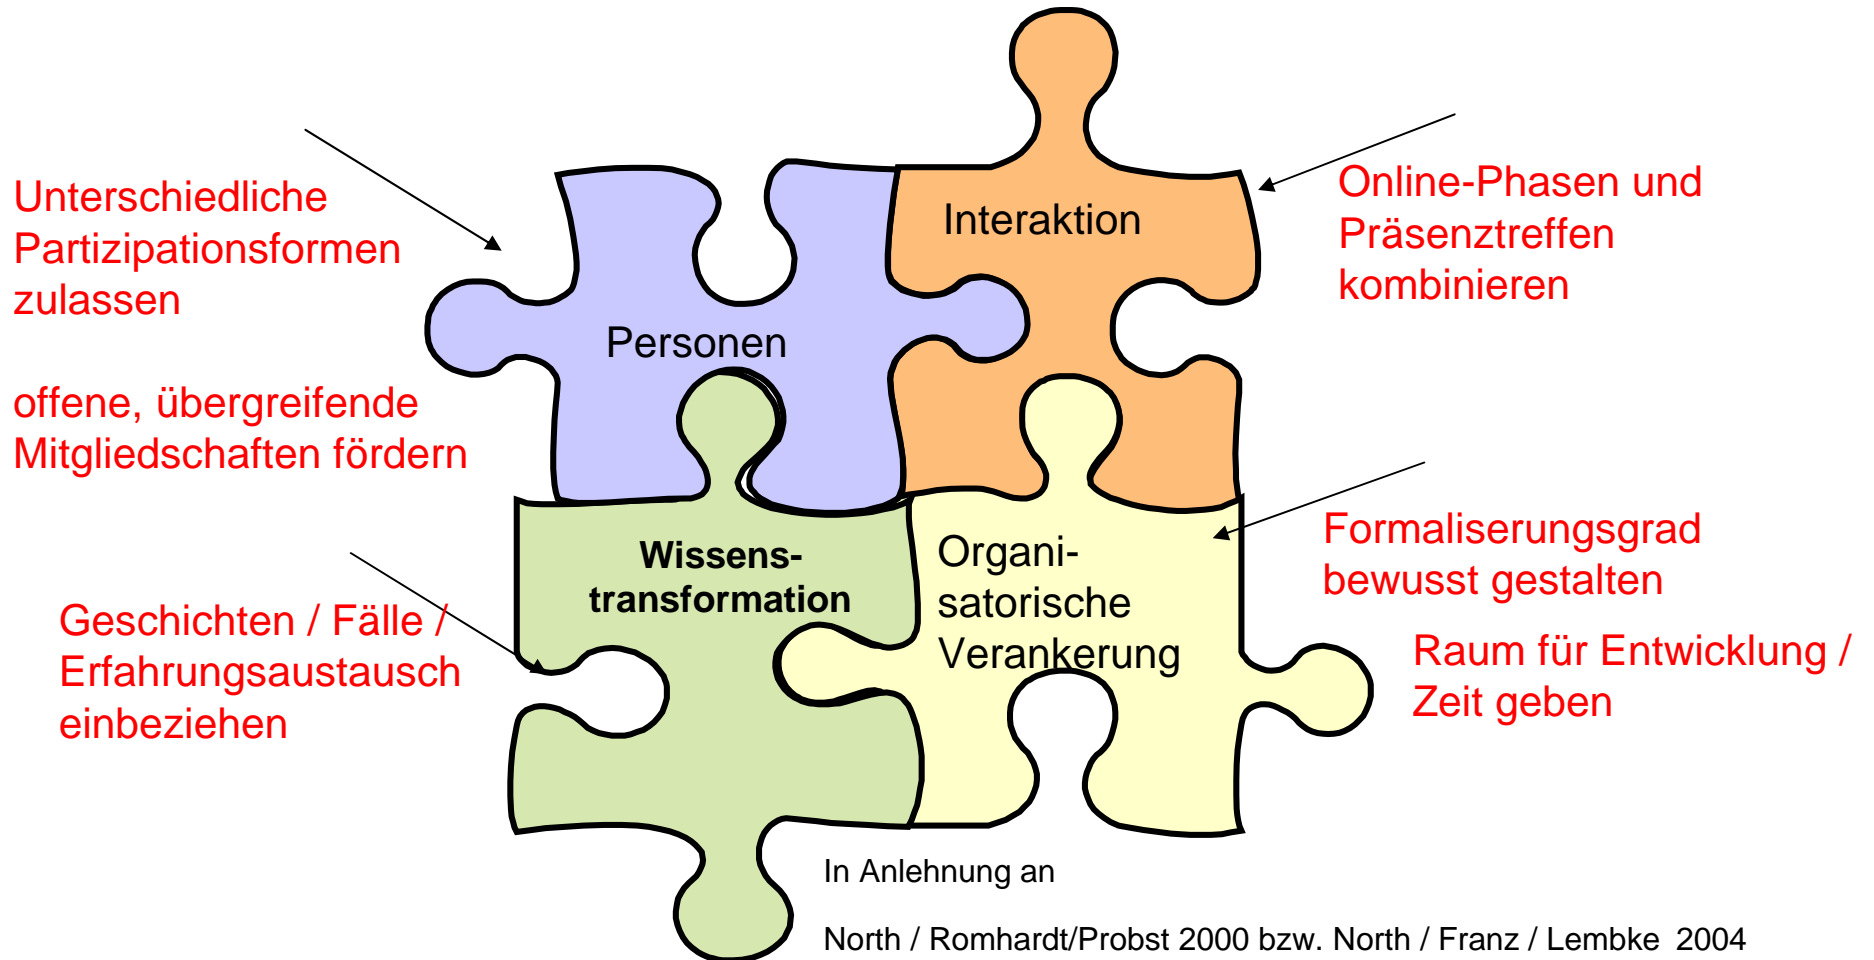 Unterschiedliche
Partizipationsformen
zulassen
offene, übergreifende
Mitgliedschaften fördern
Personen
Interaktion
Online-Phasen und
Präsenztreffen
kombinieren
Geschichten / Fälle /
Erfahrungsaustausch
einbeziehen
Wissens-
transformation
Organi-
satorische
Verankerung
Formaliserungsgrad
bewusst gestalten
Raum für Entwicklung /
Zeit geben
In Anlehnung an
North / Romhardt/Probst 2000 bzw. North / Franz / Lembke 2004